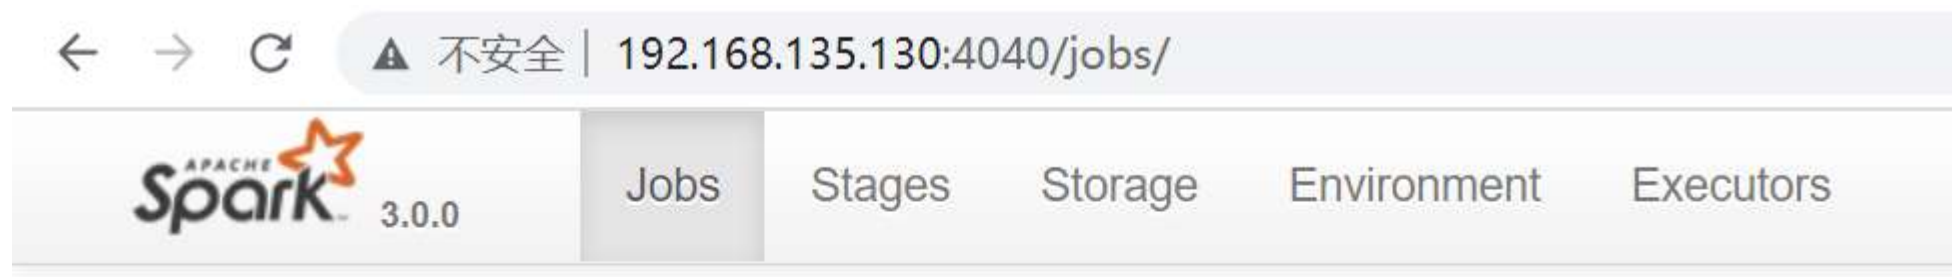 不安全 | 192.168.135.130:4040/jobs/
APACHE
Spark 3.0.0 Jobs Stages Storage Environment Executors